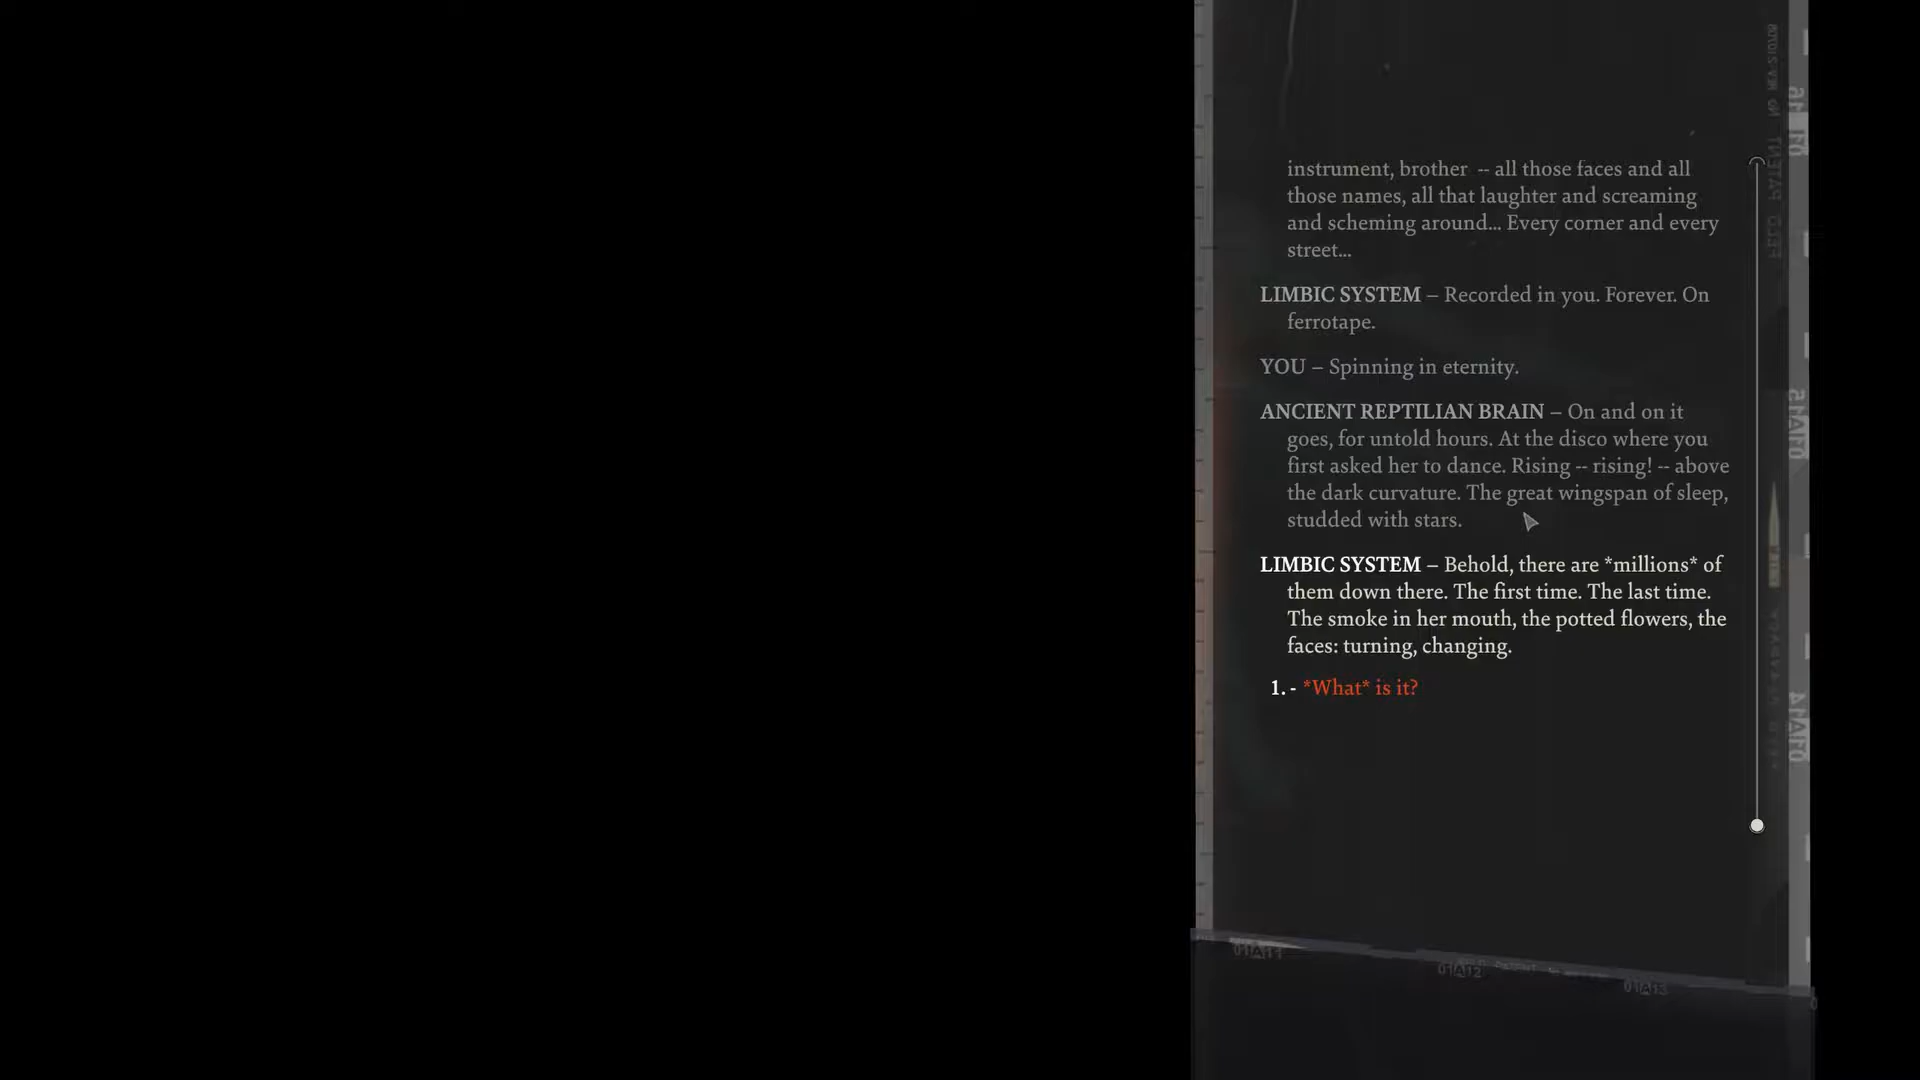 instrument, brother -- all those faces and all
those names, all that laughter and screaming
and scheming around... Every corner and every
street...
LIMBIC SYSTEM – Recorded in you. Forever. On
ferrotape.
YOU – Spinning in eternity.
ANCIENT REPTILIAN BRAIN – On and on it
goes, for untold hours. At the disco where you
first asked her to dance. Rising -- rising! -- above
the dark curvature. The great wingspan of sleep,
studded with stars.
LIMBIC SYSTEM – Behold, there are *millions* of
them down there. The first time. The last time.
The smoke in her mouth, the potted flowers, the
faces: turning, changing.
1. - *What* is it?
01A11
01A12
01A13